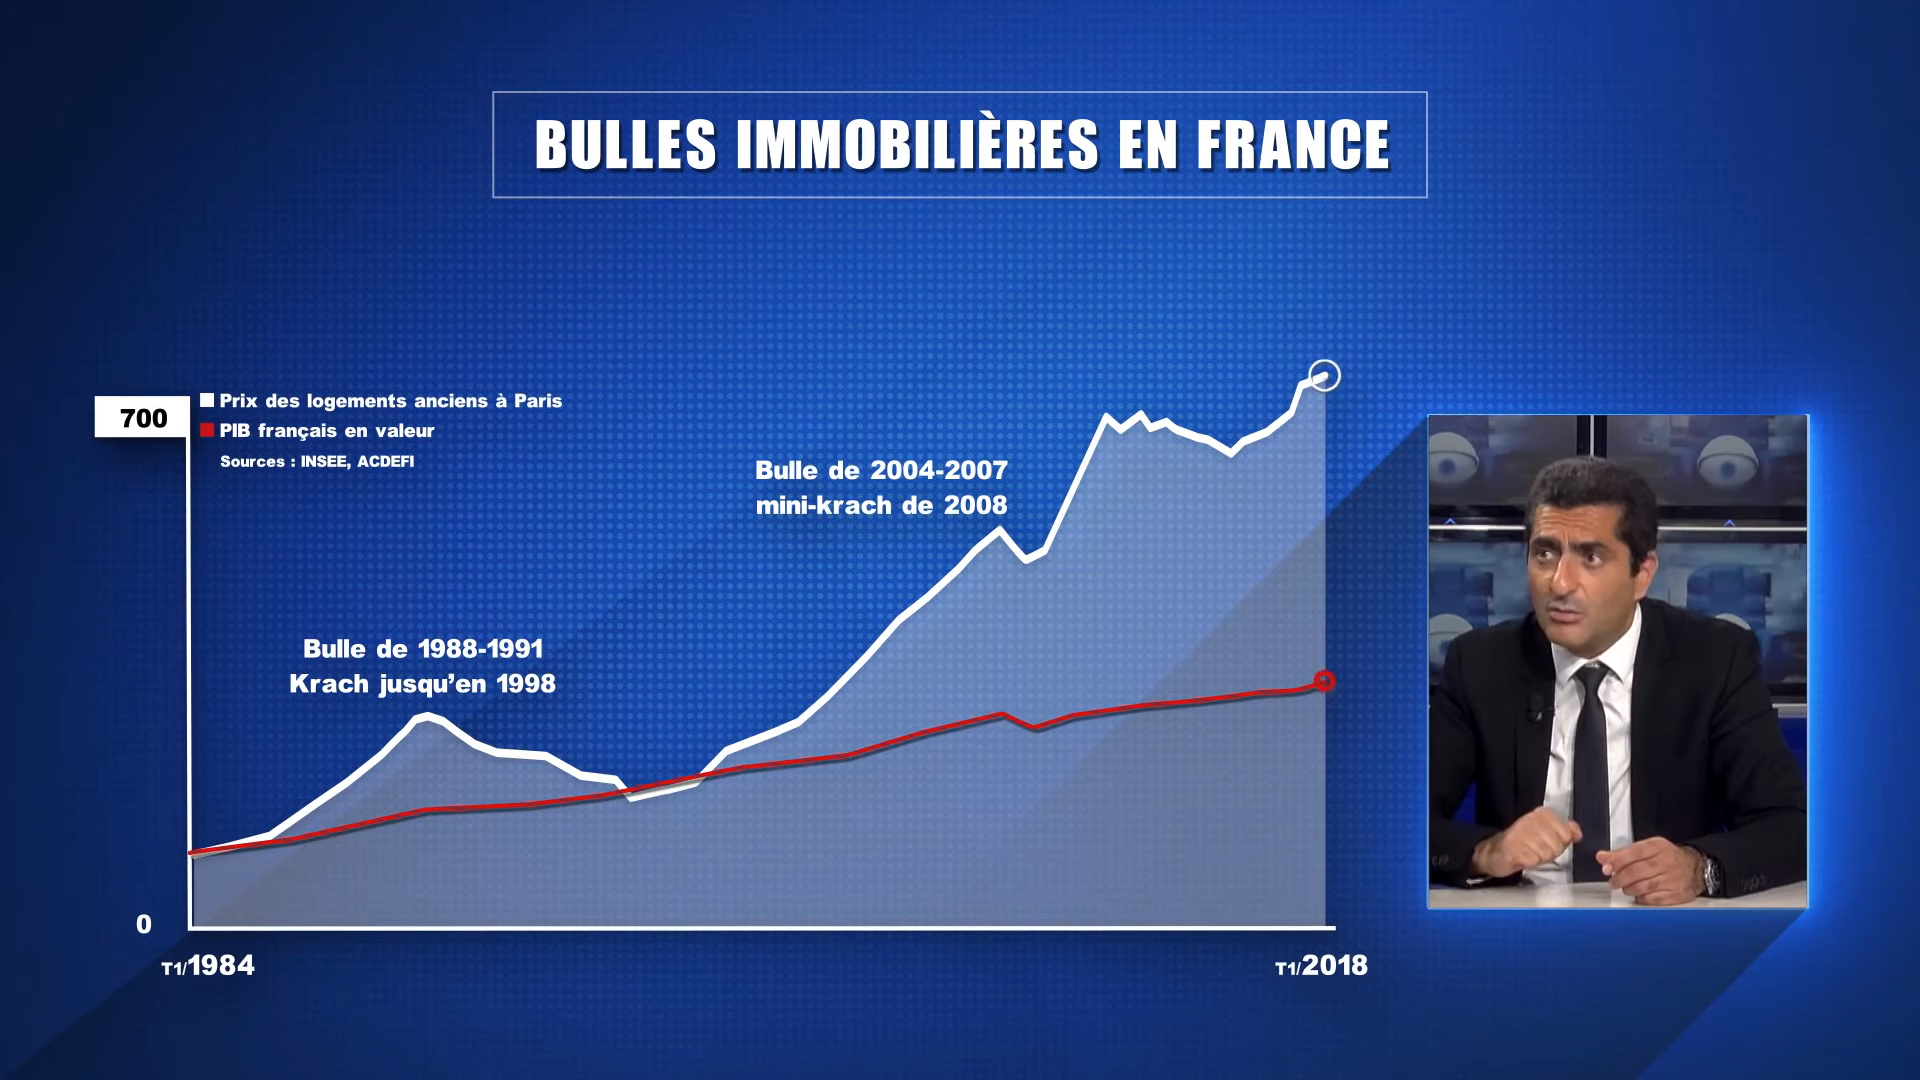 BULLES IMMOBILIÈRES EN FRANCE
700
Prix des logements anciens à Paris
PIB français en valeur
Sources : INSEE, ACDEFI
Bulle de 2004-2007
mini-krach de 2008
Bulle de 1988-1991
Krach jusqu’en 1998
0
T1/1984
T1/2018